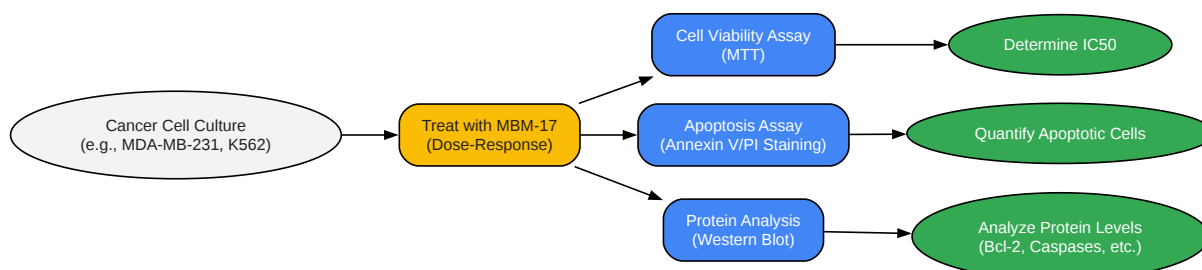 Cancer Cell Culture
(e.g., MDA-MB-231, K562)
Treat with MBM-17
(Dose-Response)
Cell Viability Assay
(MTT)
Determine IC50
Apoptosis Assay
(Annexin V/PI Staining)
Quantify Apoptotic Cells
Protein Analysis
(Western Blot)
Analyze Protein Levels
(Bcl-2, Caspases, etc.)